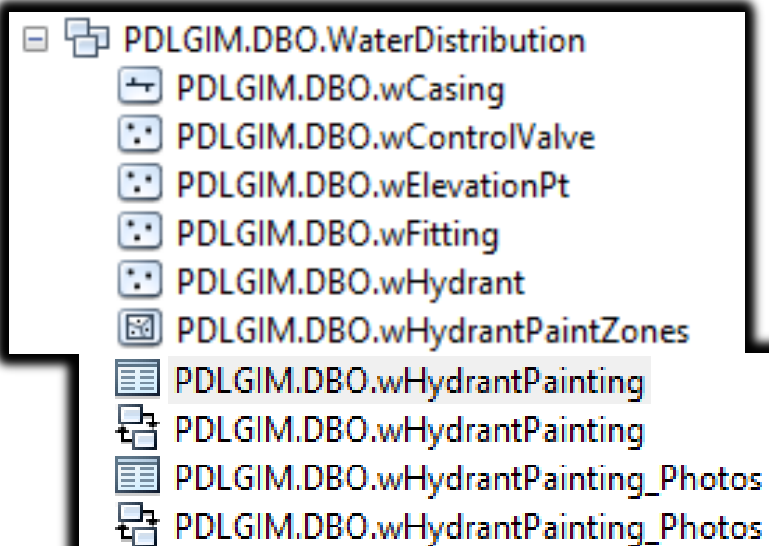 PDLGIM.DBO.WaterDistribution
PDLGIM.DBO.wCasing
PDLGIM.DBO.wControlValve
PDLGIM.DBO.wElevationPt
PDLGIM.DBO.wFitting
PDLGIM.DBO.wHydrant
PDLGIM.DBO.wHydrantPaintZones
PDLGIM.DBO.wHydrantPainting
PDLGIM.DBO.wHydrantPainting
PDLGIM.DBO.wHydrantPainting_Photos
PDLGIM.DBO.wHydrantPainting_Photos